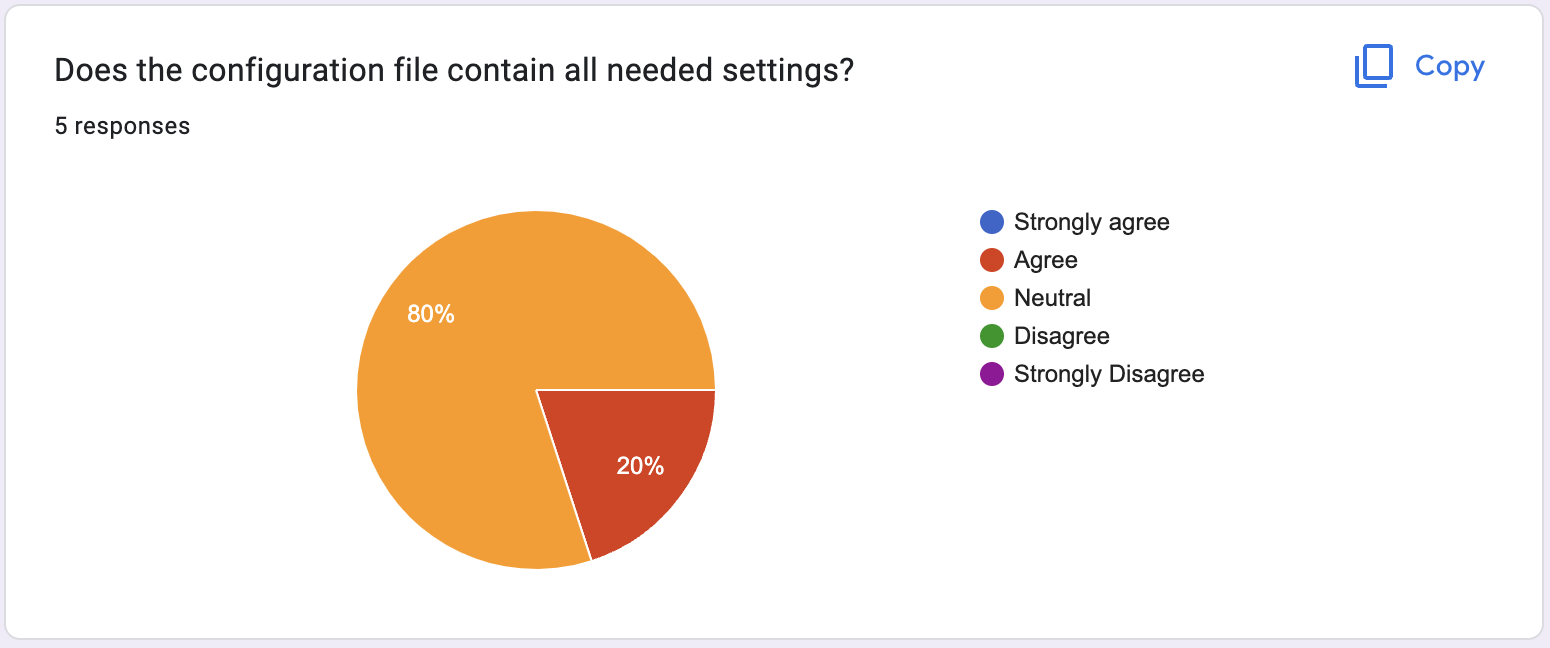 Does the configuration file contain all needed settings?
Copy
5 responses
80%
20%
Strongly agree
Agree
Neutral
Disagree
Strongly Disagree